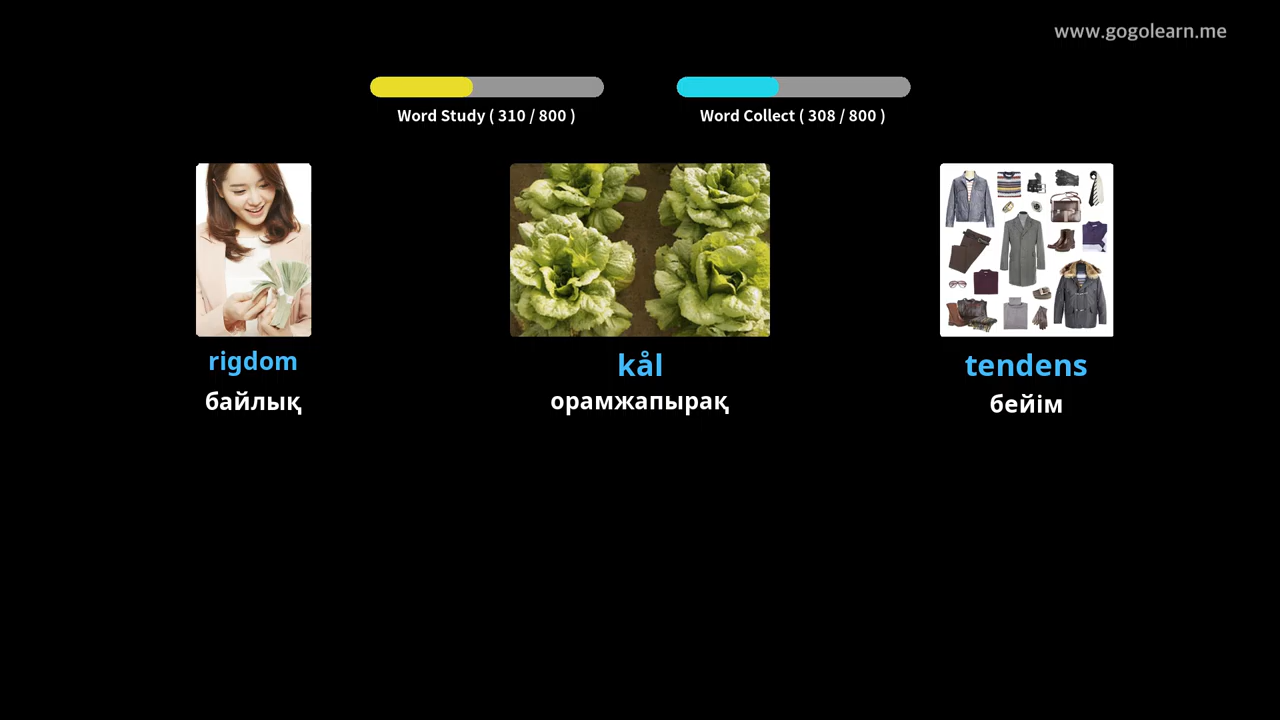 www.gogolearn.me
Word Study ( 310 / 800 )
Word Collect ( 308 / 800 )
rigdom
байлық
kål
орамжапырақ
tendens
бейім